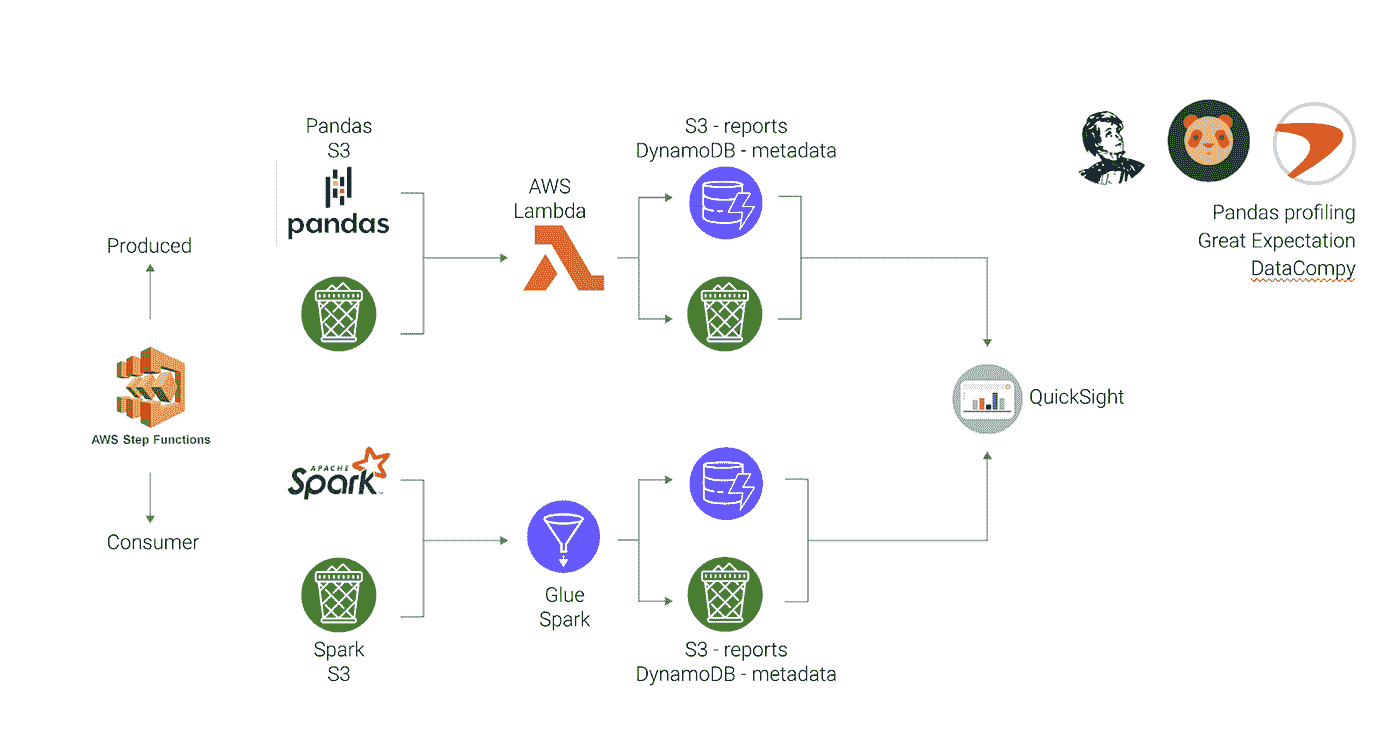 Pandas
S3
pandas
Produced
AWS Step Functions
Consumer
APACHE
Spark
Spark
S3
AWS
Lambda
Glue
Spark
S3 - reports
DynamoDB - metadata
S3 - reports
DynamoDB - metadata
QuickSight
Pandas profiling
Great Expectation
DataCompy